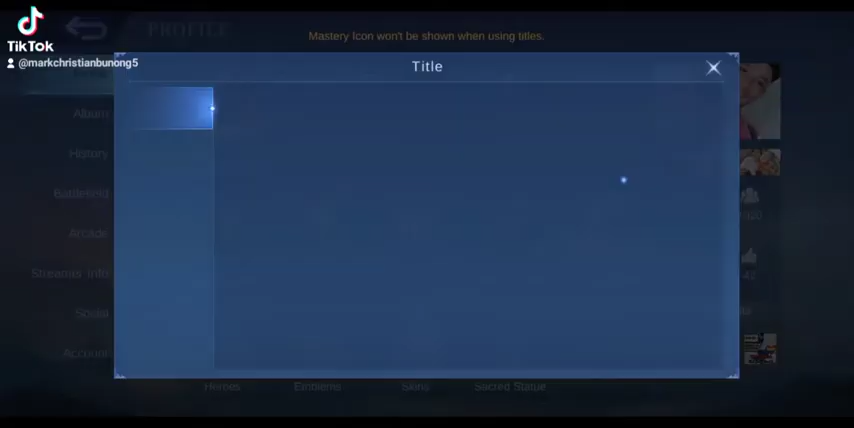 TikTok
@markchristianbunong5
PROFILE
Mastery Icon won't be shown when using titles.
Title
Album
History
Battlefield
Arcade
Streams Info
Social
Account
Heroes
Emblems
Skins
Sacred Statue